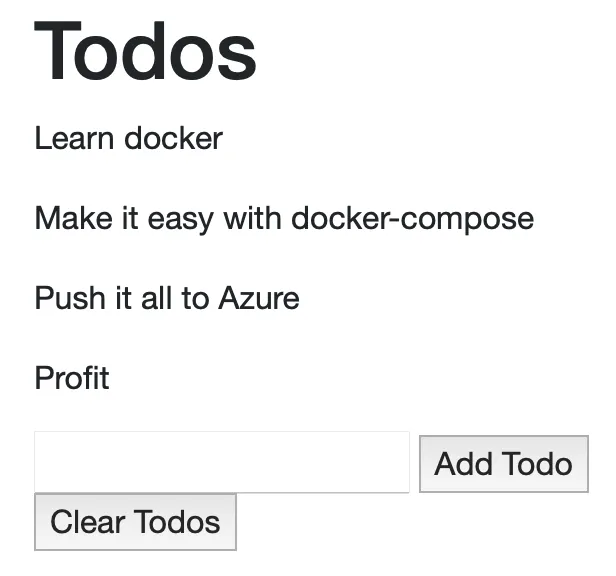 Todos
Learn docker
Make it easy with docker-compose
Push it all to Azure
Profit
Add Todo
Clear Todos